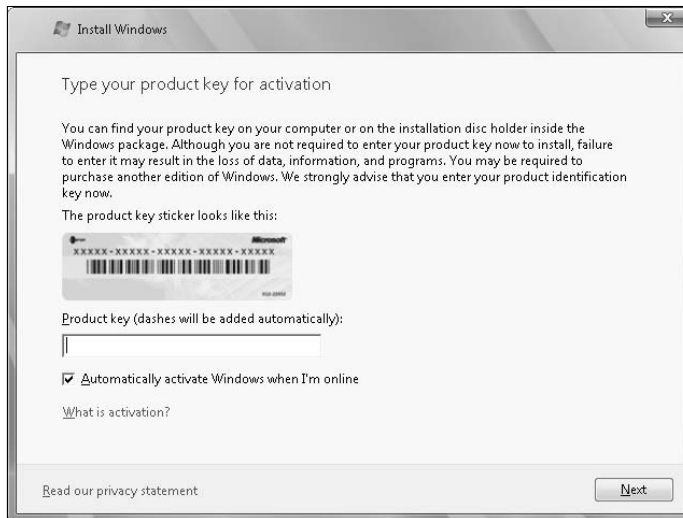 Install Windows
x
Type your product key for activation
You can find your product key on your computer or on the installation disc holder inside the
Windows package. Although you are not required to enter your product key now to install, failure
to enter it may result in the loss of data, information, and programs. You may be required to
purchase another edition of Windows. We strongly advise that you enter your product identification
key now.
The product key sticker looks like this:
Microsoft
XXXXX-XXXXX-XXXXX-XXXXX-XXXXX
Product key (dashes will be added automatically):
Automatically activate Windows when I'm online
What is activation?
Read our privacy statement
Next